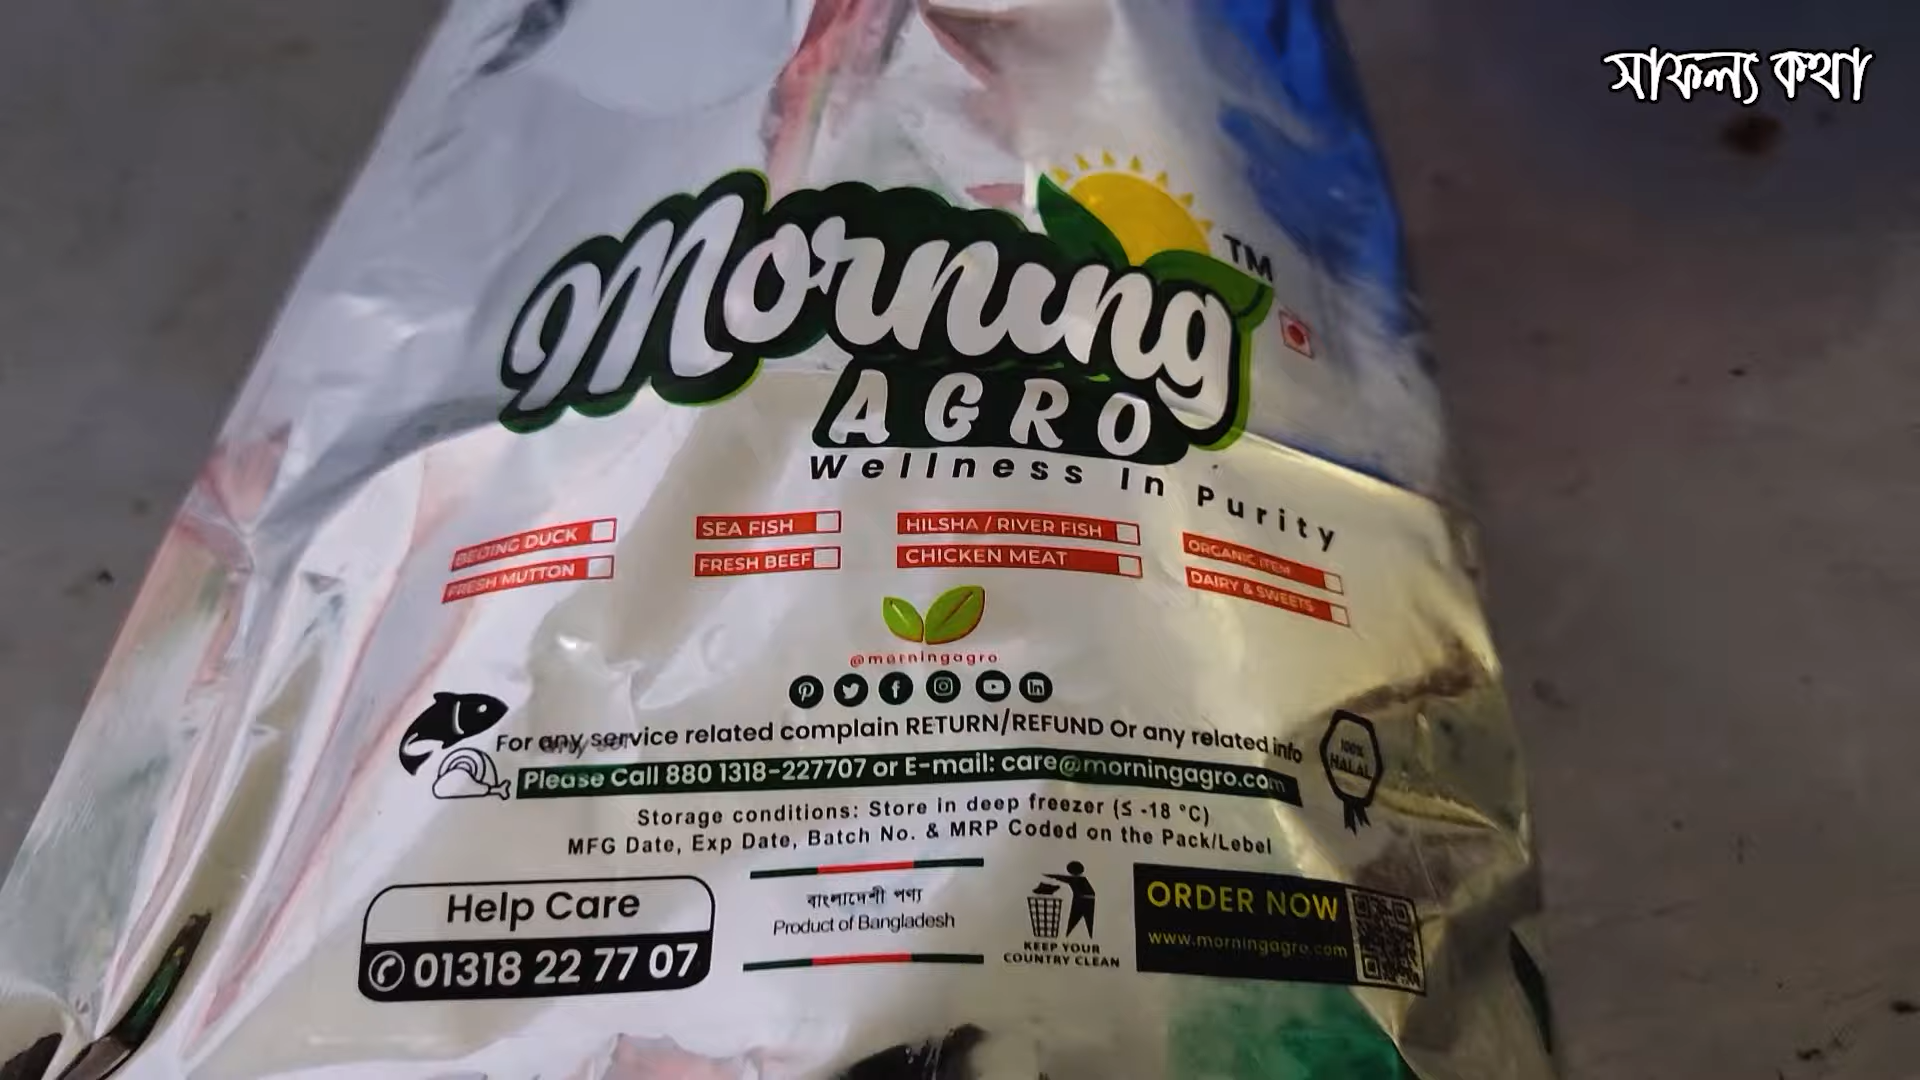 সাফল্য কথা
Morning
TM
AGRO
Wellness In Purity
BEIJING DUCK
SEA FISH
HILSHA / RIVER FISH
ORGANIC ITEM
FRESH MUTTON
FRESH BEEF
CHICKEN MEAT
DAIRY & SWEETS
@morningagro
For any service related complain RETURN/REFUND Or any related info
Please Call 880 1318-227707 or E-mail: care@morningagro.com
100%
HALAL
Storage conditions: Store in deep freezer (≤ -18 °C)
MFG Date, Exp Date, Batch No. & MRP Coded on the Pack/Lebel
Help Care
01318 22 77 07
বাংলাদেশী পণ্য
Product of Bangladesh
KEEP YOUR
COUNTRY CLEAN
ORDER NOW
www.morningagro.com